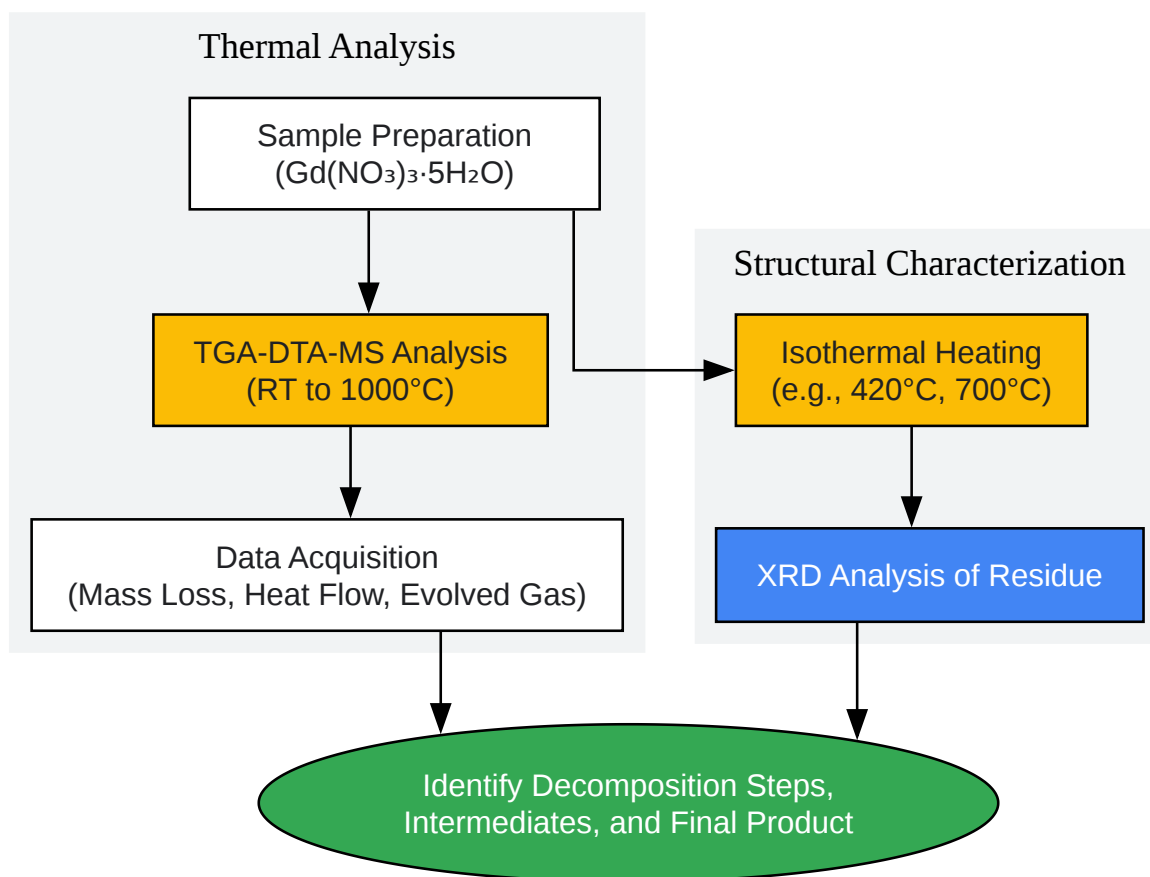 Thermal Analysis
Sample Preparation
(Gd(NO₃)₃·5H₂O)
TGA-DTA-MS Analysis
(RT to 1000°C)
Data Acquisition
(Mass Loss, Heat Flow, Evolved Gas)
Structural Characterization
Isothermal Heating
(e.g., 420°C, 700°C)
XRD Analysis of Residue
Identify Decomposition Steps,
Intermediates, and Final Product